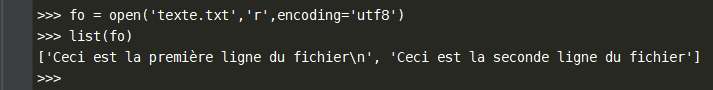 >>> fo = open('texte.txt','r',encoding='utf8')
>>> list(fo)
['Ceci est la première ligne du fichier\n', 'Ceci est la seconde ligne du fichier']
>>>